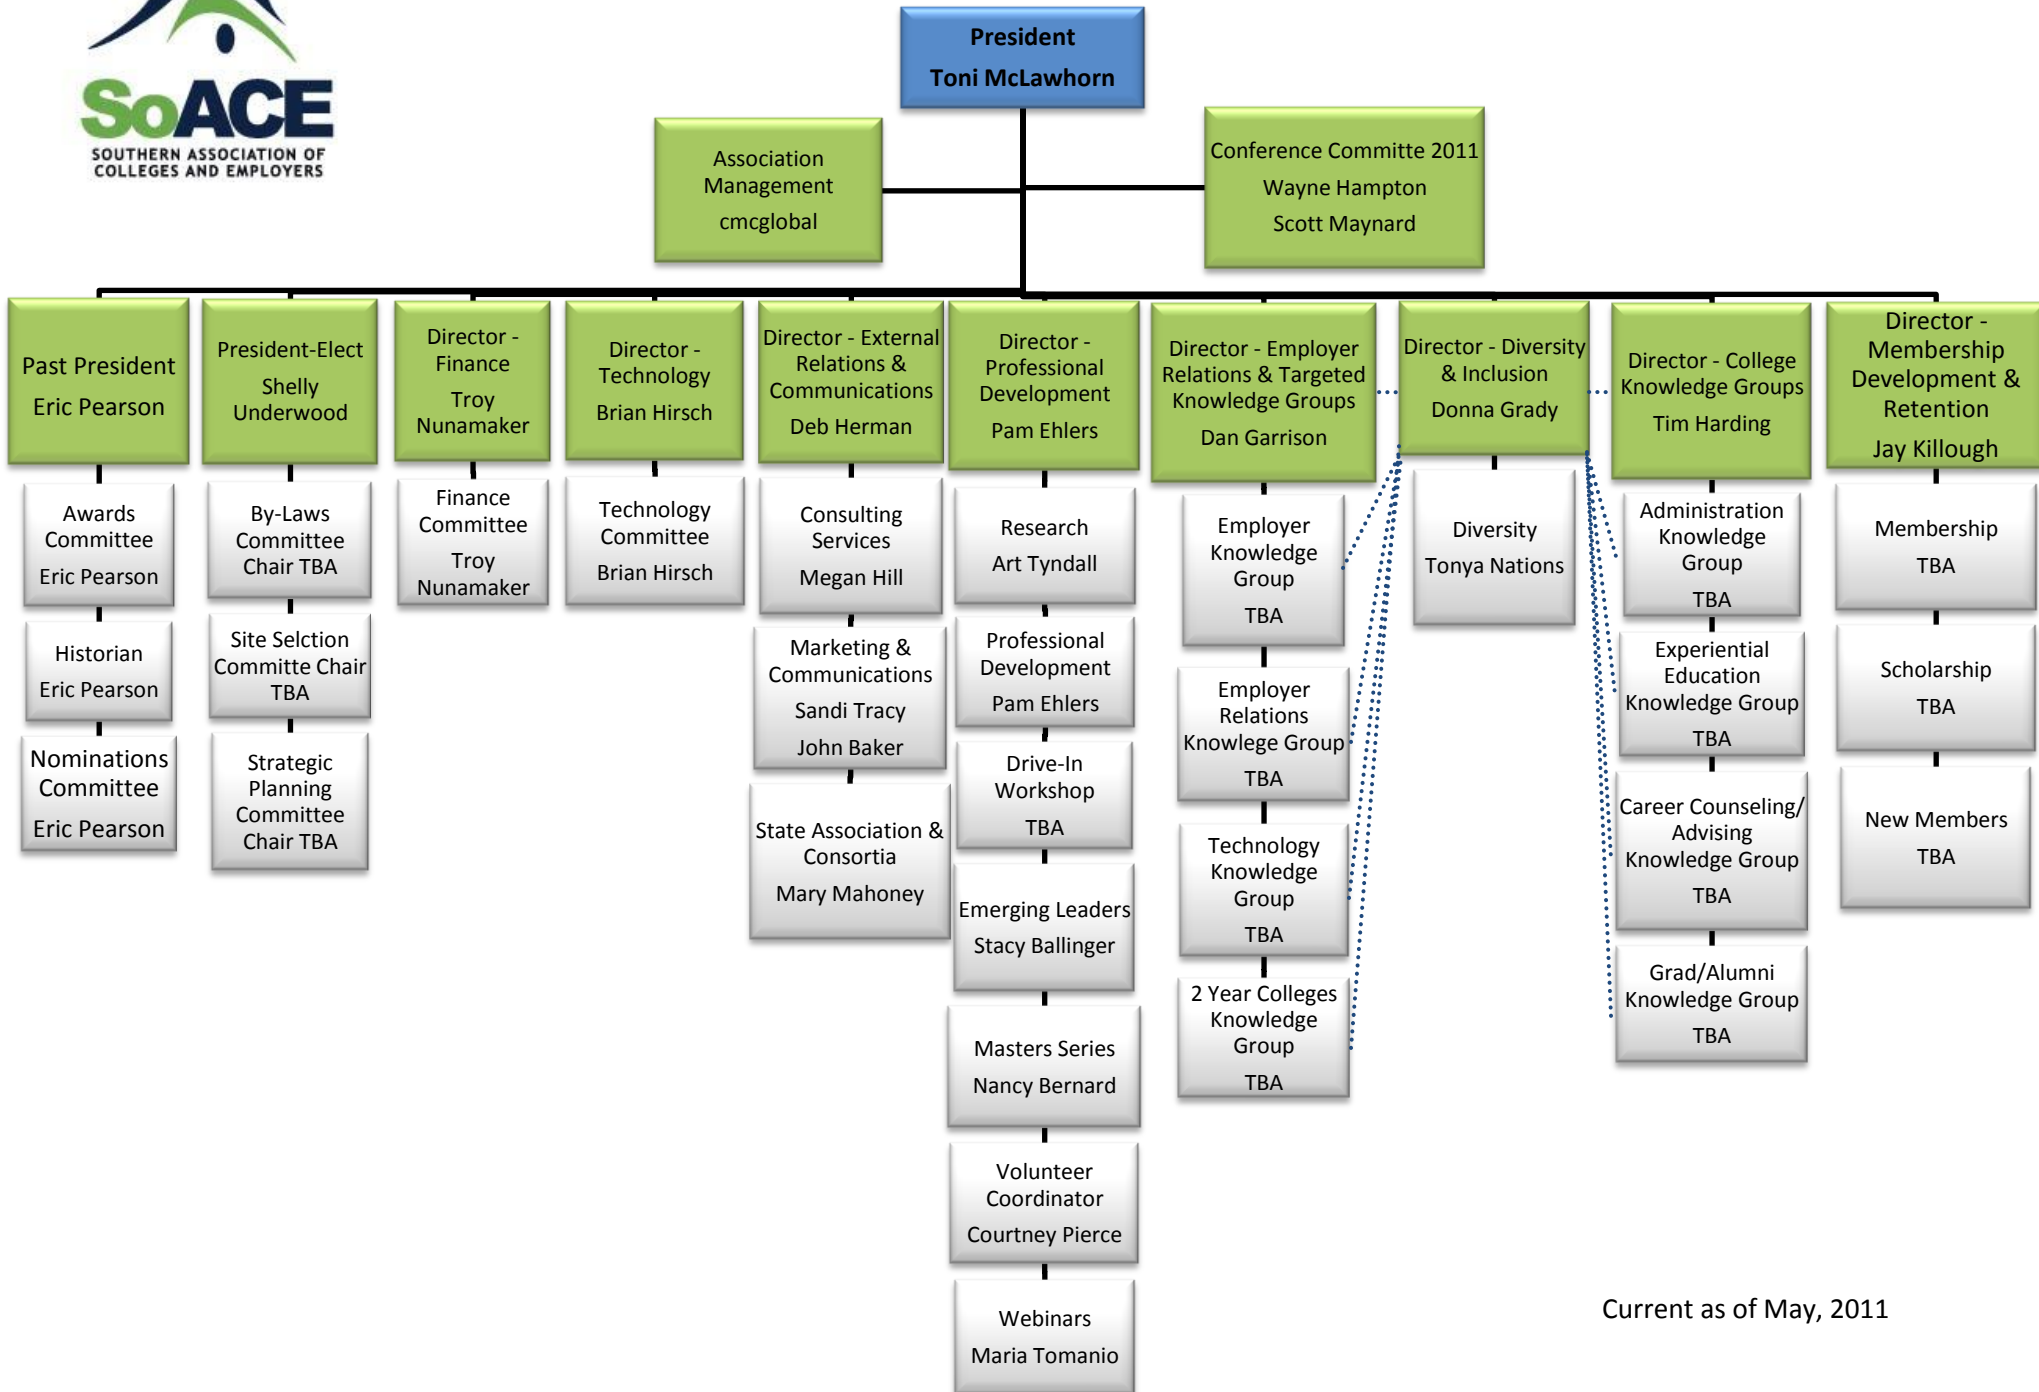 SoACE
SOUTHERN ASSOCIATION OF
COLLEGES AND EMPLOYERS
President
Toni McLawhorn
Association
Management
cmcglobal
Conference Committe 2011
Wayne Hampton
Scott Maynard
Past President
Eric Pearson
Awards
Committee
Eric Pearson
Historian
Eric Pearson
Nominations
Committee
Eric Pearson
President-Elect
Shelly
Underwood
By-Laws
Committee
Chair TBA
Site Selction
Committe Chair
TBA
Strategic
Planning
Committee
Chair TBA
Director -
Finance
Troy
Nunamaker
Finance
Committee
Troy
Nunamaker
Director -
Technology
Brian Hirsch
Technology
Committee
Brian Hirsch
Director - External
Relations &
Communications
Deb Herman
Consulting
Services
Megan Hill
Marketing &
Communications
Sandi Tracy
John Baker
State Association &
Consortia
Mary Mahoney
Director -
Professional
Development
Pam Ehlers
Research
Art Tyndall
Professional
Development
Pam Ehlers
Drive-In
Workshop
TBA
Emerging Leaders
Stacy Ballinger
Masters Series
Nancy Bernard
Volunteer
Coordinator
Courtney Pierce
Webinars
Maria Tomanio
Director - Employer
Relations & Targeted
Knowledge Groups
Dan Garrison
Employer
Knowledge
Group
TBA
Employer
Relations
Knowlege Group
TBA
Technology
Knowledge
Group
TBA
2 Year Colleges
Knowledge
Group
TBA
Director - Diversity
& Inclusion
Donna Grady
Diversity
Tonya Nations
Director - College
Knowledge Groups
Tim Harding
Administration
Knowledge
Group
TBA
Experiential
Education
Knowledge Group
TBA
Career Counseling/
Advising
Knowledge Group
TBA
Grad/Alumni
Knowledge Group
TBA
Director -
Membership
Development &
Retention
Jay Killough
Membership
TBA
Scholarship
TBA
New Members
TBA
Current as of May, 2011